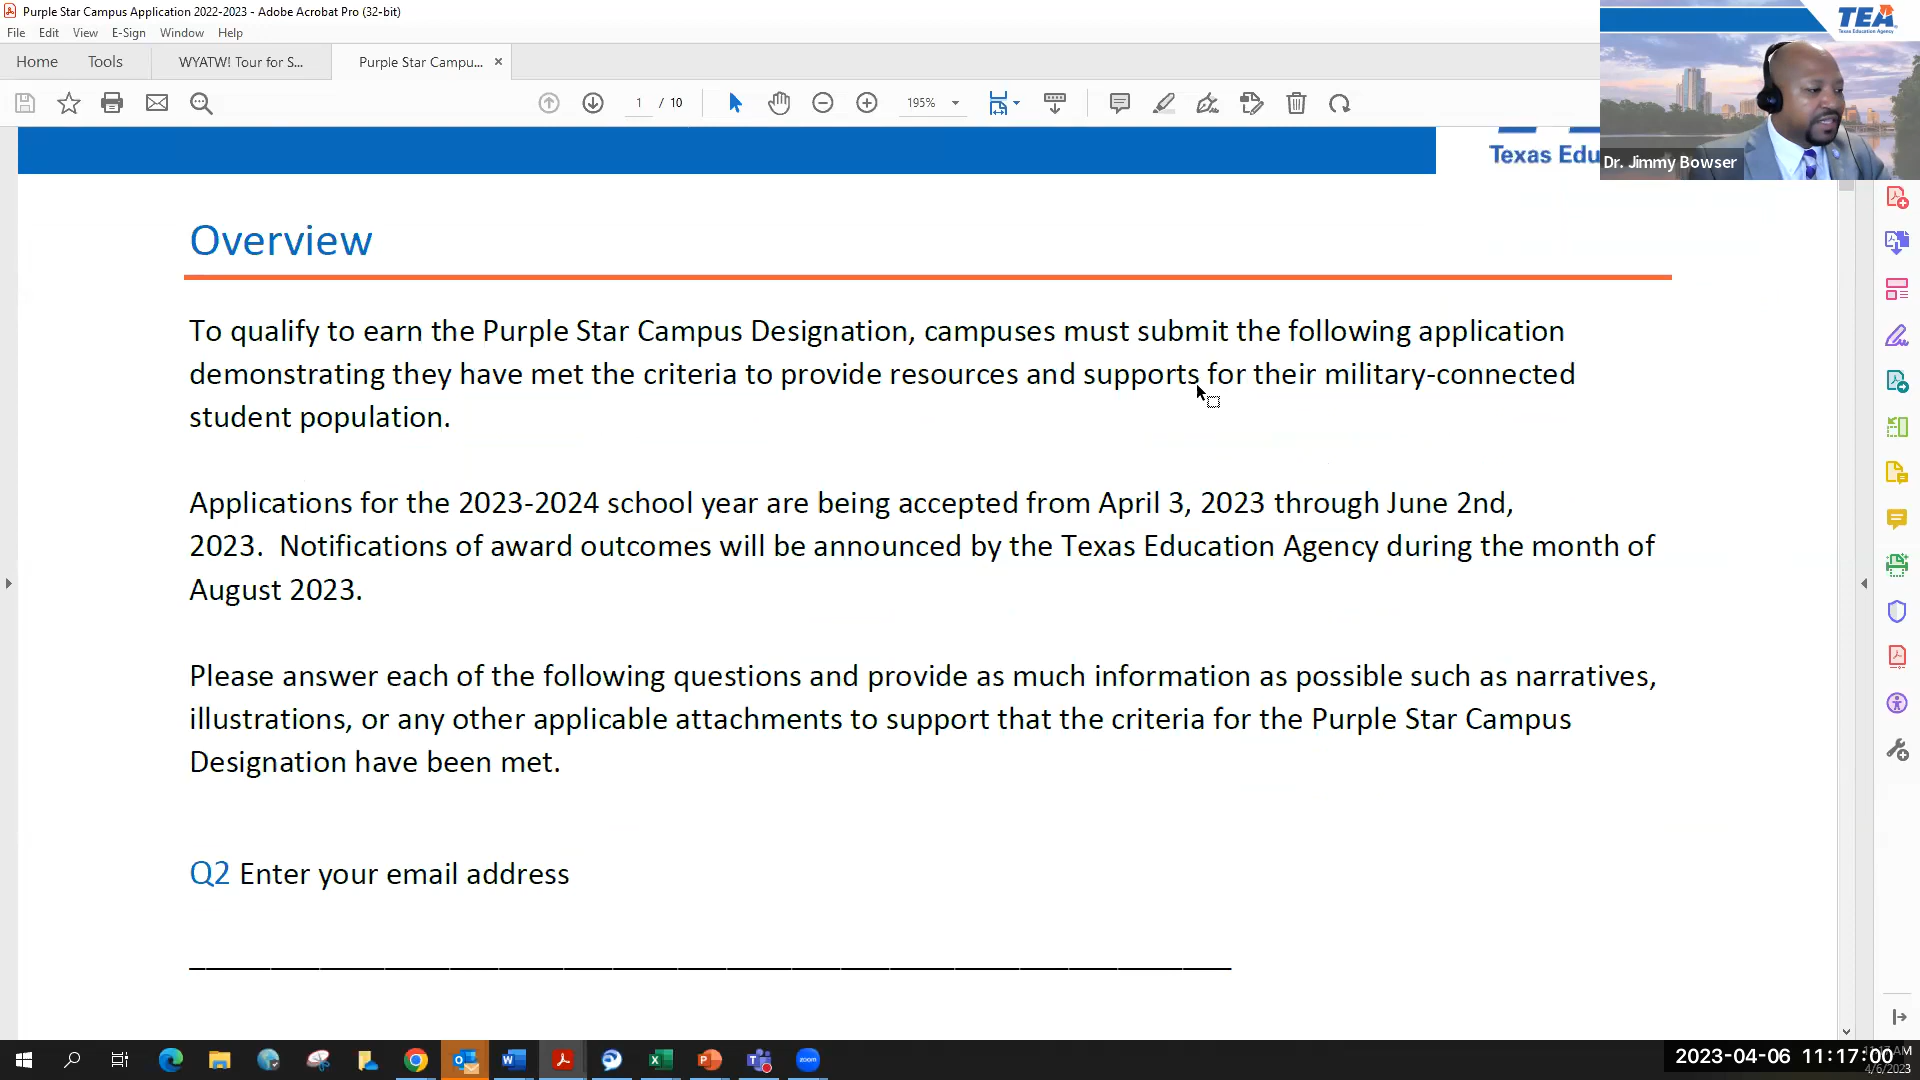 Purple Star Campus Application 2022-2023 - Adobe Acrobat Pro (32-bit)
File Edit View E-Sign Window Help
Home Tools WYATW! Tour for S... Purple Star Campu... ×
1 / 10 195%
TEA
Texas Education Agency
Dr. Jimmy Bowser
Texas Edu
Overview
To qualify to earn the Purple Star Campus Designation, campuses must submit the following application
demonstrating they have met the criteria to provide resources and supports for their military-connected
student population.
Applications for the 2023-2024 school year are being accepted from April 3, 2023 through June 2nd,
2023. Notifications of award outcomes will be announced by the Texas Education Agency during the month of
August 2023.
Please answer each of the following questions and provide as much information as possible such as narratives,
illustrations, or any other applicable attachments to support that the criteria for the Purple Star Campus
Designation have been met.
Q2 Enter your email address
zoom
2023-04-06 11:17:00
4/6/2023